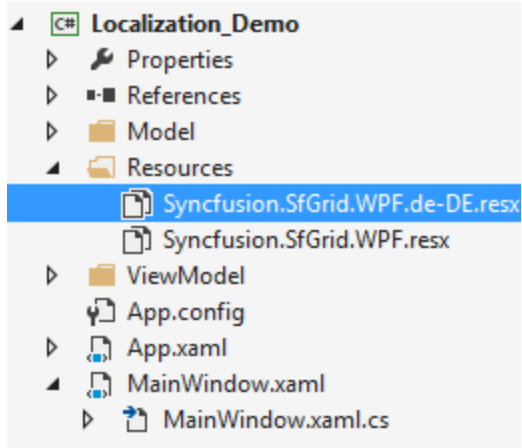 C# Localization_Demo
Properties
References
Model
Resources
Syncfusion.SfGrid.WPF.de-DE.resx
Syncfusion.SfGrid.WPF.resx
ViewModel
App.config
App.xaml
MainWindow.xaml
MainWindow.xaml.cs